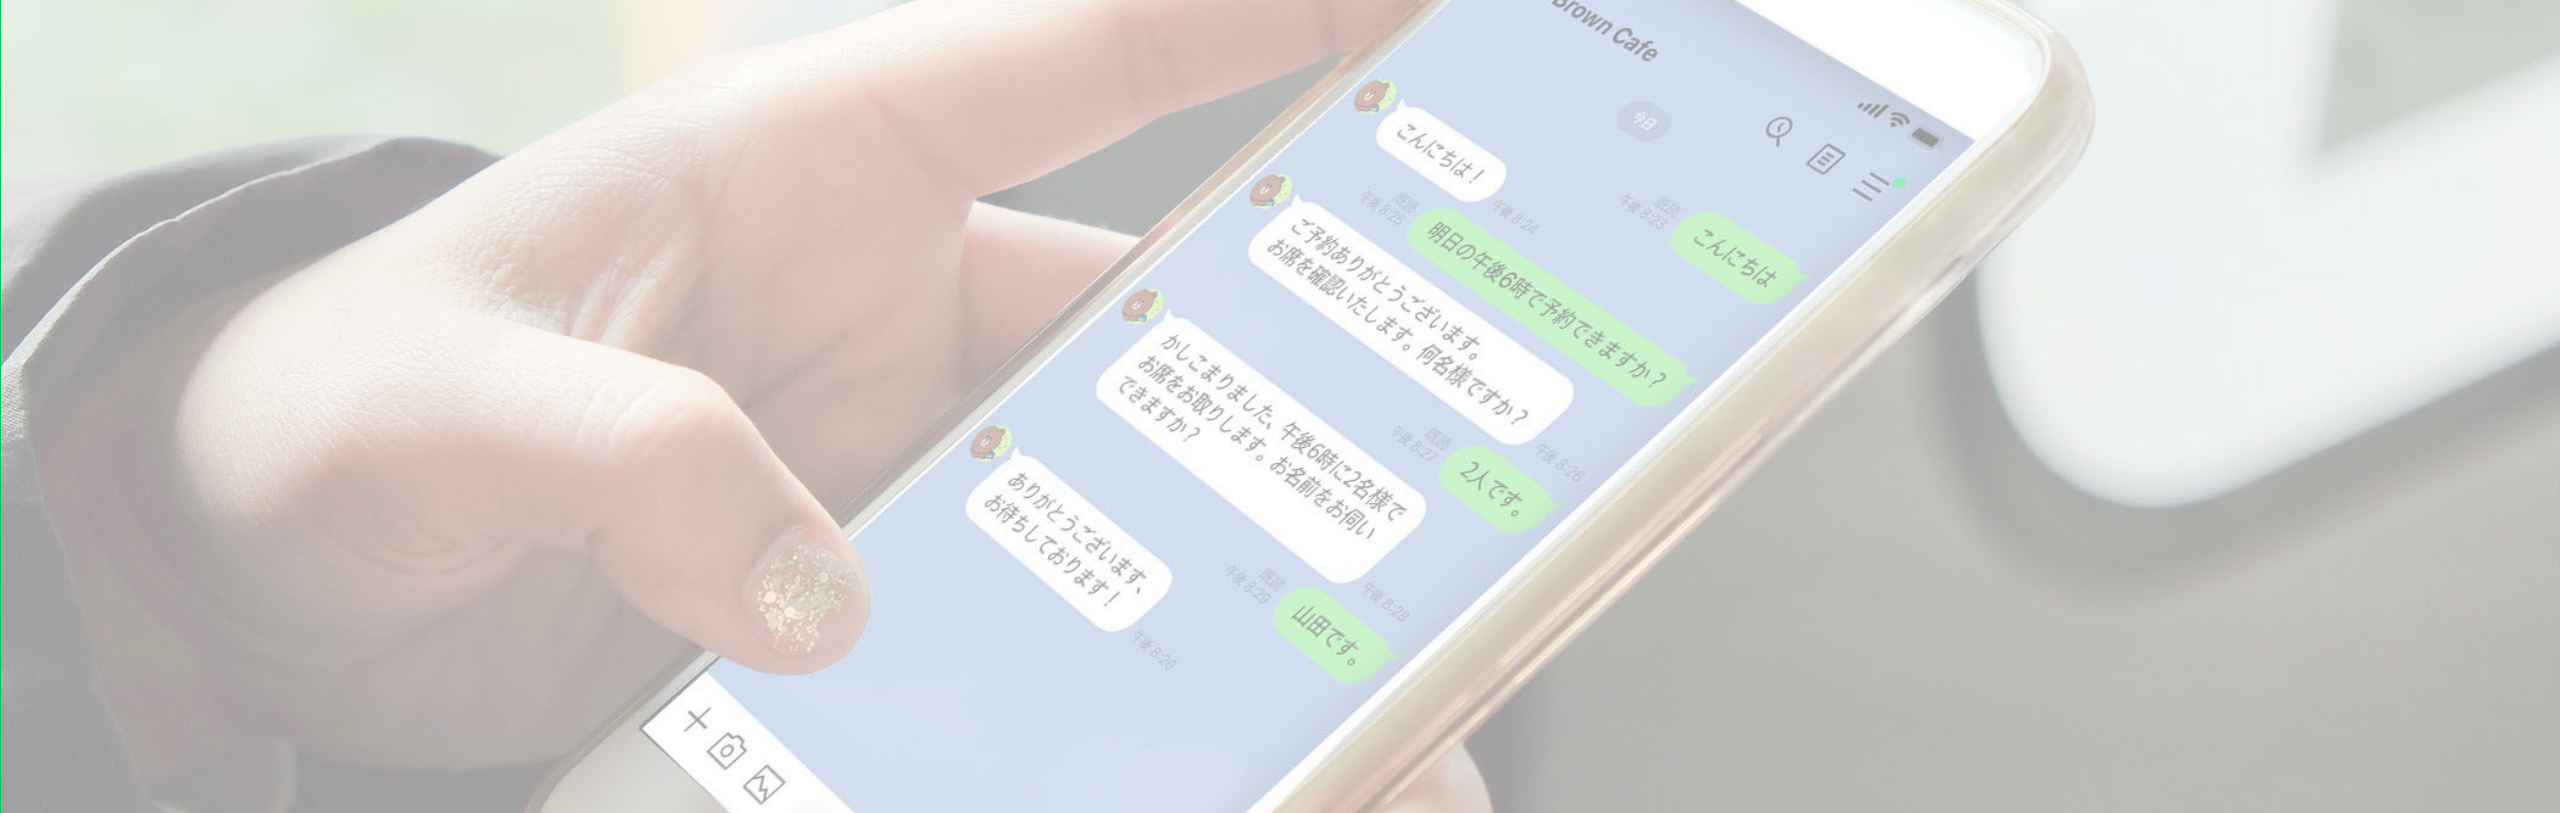 Brown Cafe
今日
こんにちは
既読
午後 8:23
こんにちは！
午後 8:24
明日の午後6時で予約できますか？
既読
午後 8:25
ご予約ありがとうございます。
お席を確認いたします。何名様ですか？
午後 8:26
2人です。
既読
午後 8:27
かしこまりました、午後6時に2名様で
お席をお取りします。お名前をお伺い
できますか？
午後 8:28
山田です。
既読
午後 8:29
ありがとうございます、
お待ちしております！
午後 8:26